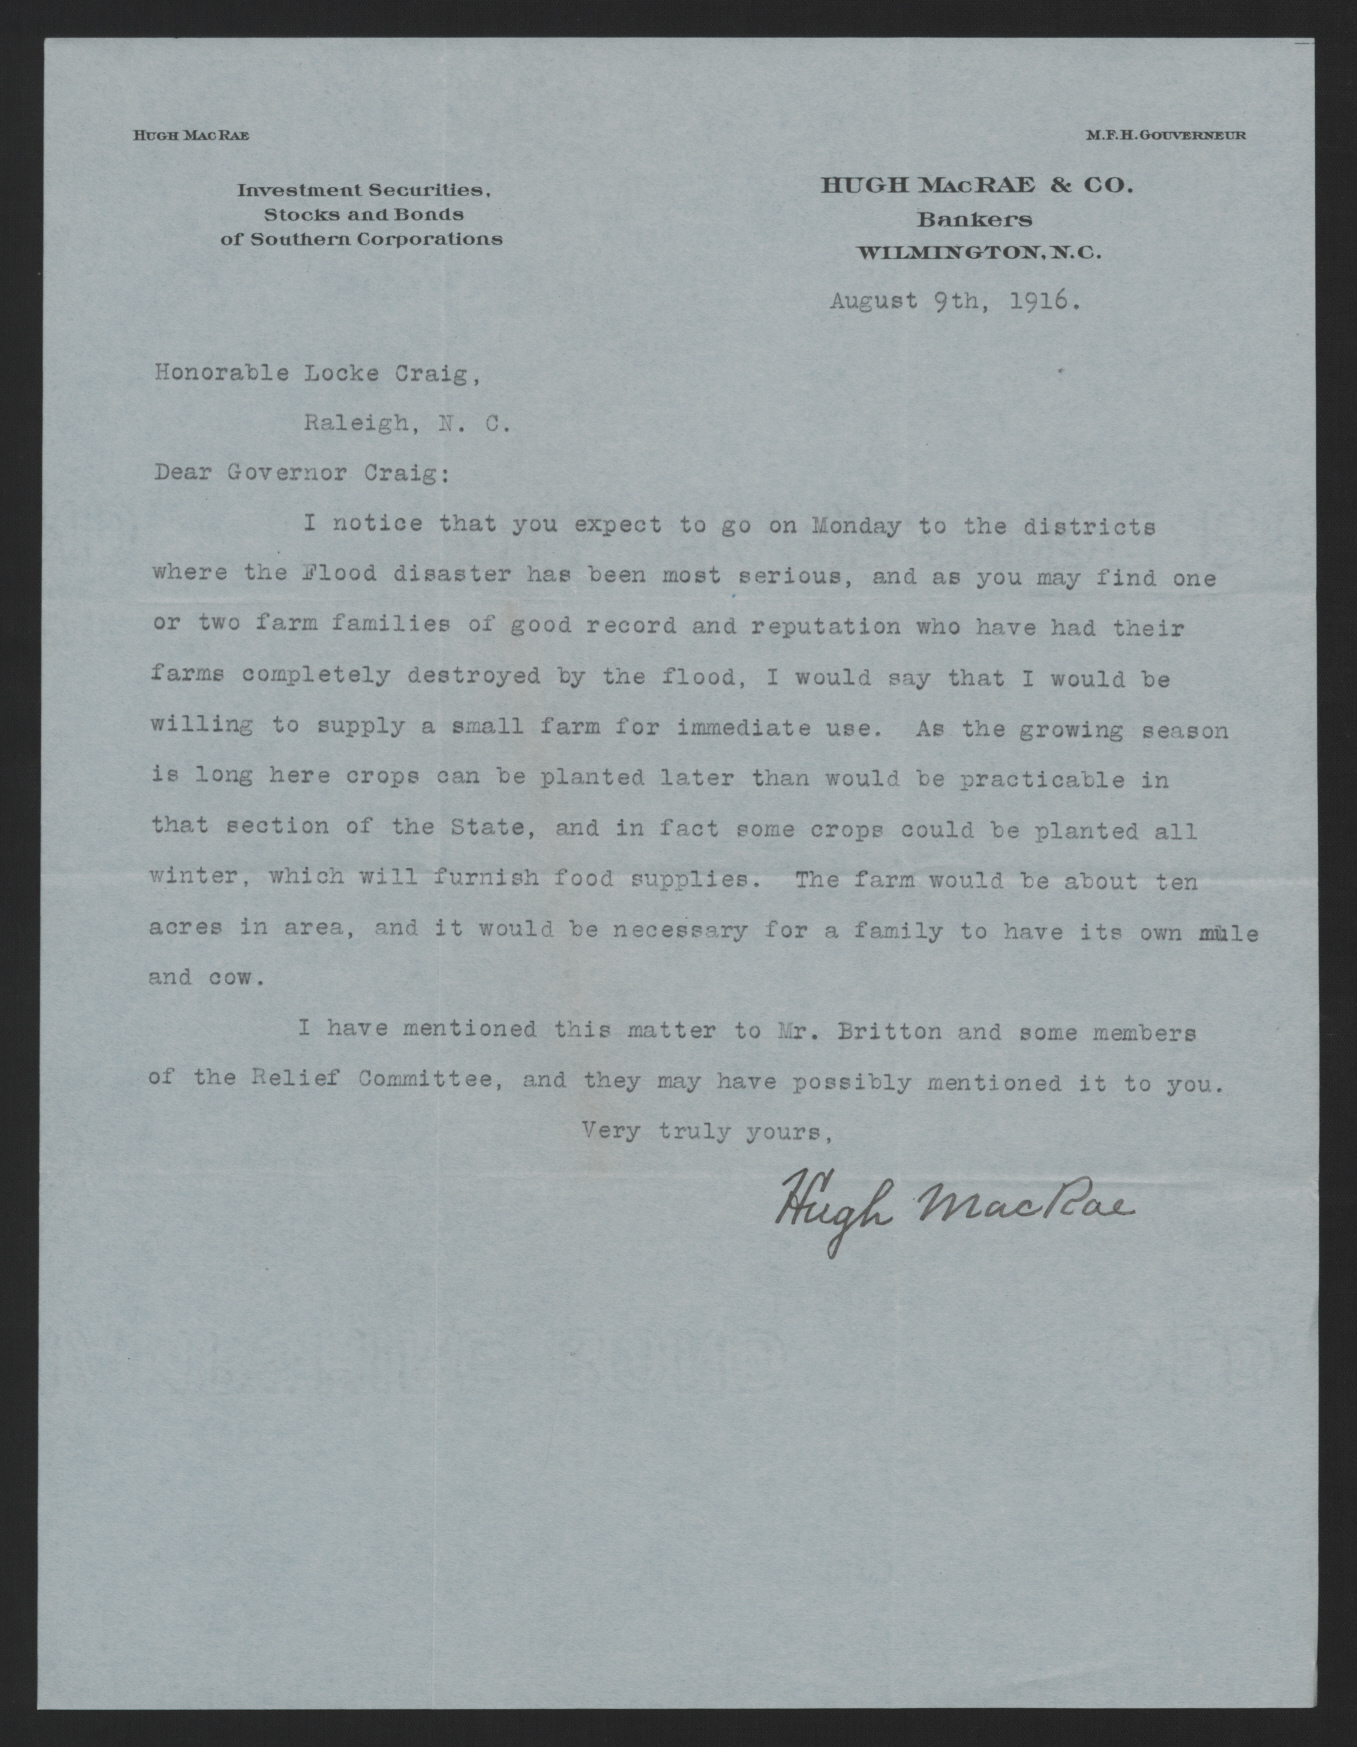 HUGH MACRAE
M.F.H.GOUVERNEUR
Investment Securities,
Stocks and Bonds
of Southern Corporations
HUGH MACRAE & CO.
Bankers
WILMINGTON, N.C.
August 9th, 1916.
Honorable Locke Craig,
Raleigh, N. C.
Dear Governor Craig:
I notice that you expect to go on Monday to the districts
where the Flood disaster has been most serious, and as you may find one
or two farm families of good record and reputation who have had their
farms completely destroyed by the flood, I would say that I would be
willing to supply a small farm for immediate use. As the growing season
is long here crops can be planted later than would be practicable in
that section of the State, and in fact some crops could be planted all
winter, which will furnish food supplies. The farm would be about ten
acres in area, and it would be necessary for a family to have its own mule
and cow.
I have mentioned this matter to Mr. Britton and some members
of the Relief Committee, and they may have possibly mentioned it to you.
Very truly yours,
Hugh MacRae